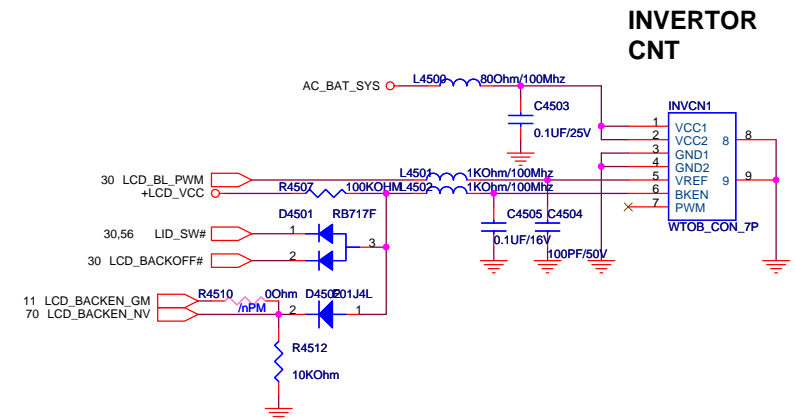 INVERTOR
CNT
AC_BAT_SYS
L4500
80Ohm/100Mhz
C4503
0.1UF/25V
INVCN1
1 VCC1
2 VCC2 8 8
3 GND1
4 GND2
5 VREF 9 9
6 BKEN
7 PWM
WTOB_CON_7P
30 LCD_BL_PWM
L4501
1KOhm/100Mhz
+LCD_VCC
R4507
100KOHM
L4502
1KOhm/100Mhz
D4501
RB717F
30,56 LID_SW#
1
3
30 LCD_BACKOFF#
2
C4505
0.1UF/16V
C4504
100PF/50V
11 LCD_BACKEN_GM
R4510
0Ohm
/nPM
70 LCD_BACKEN_NV
2
1
R4512
10KOhm